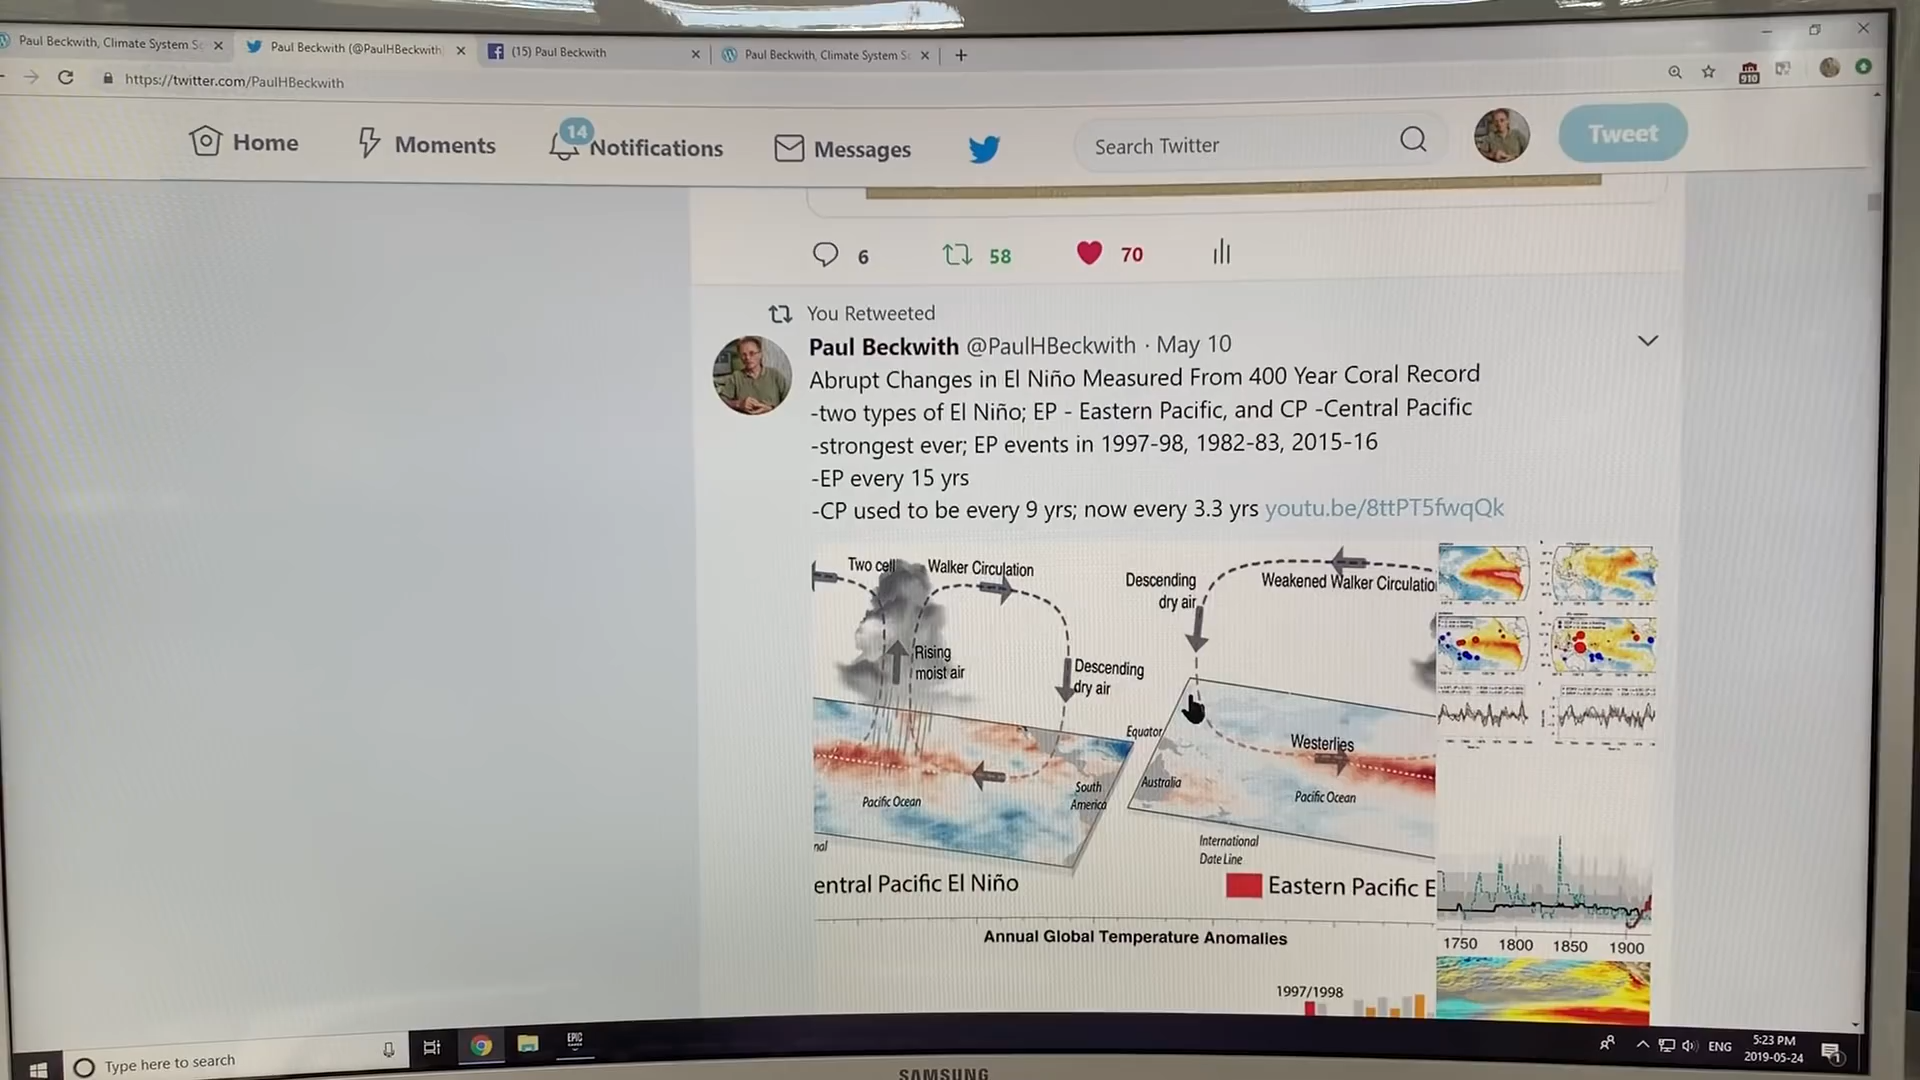 Paul Beckwith, Climate System Sc
Paul Beckwith (@PaulHBeckwith
(15) Paul Beckwith
Paul Beckwith, Climate System Sc
https://twitter.com/PaulHBeckwith
910
Home
Moments
14
Notifications
Messages
Search Twitter
Tweet
6
58
70
You Retweeted
Paul Beckwith @PaulHBeckwith · May 10
Abrupt Changes in El Niño Measured From 400 Year Coral Record
-two types of El Niño; EP - Eastern Pacific, and CP -Central Pacific
-strongest ever; EP events in 1997-98, 1982-83, 2015-16
-EP every 15 yrs
-CP used to be every 9 yrs; now every 3.3 yrs youtu.be/8ttPT5fwqQk
Two cell Walker Circulation
Rising
moist air
Descending
dry air
Pacific Ocean
South
America
nal
entral Pacific El Niño
Descending
dry air
Weakened Walker Circulatio
Equator
Westerlies
Australia
Pacific Ocean
International
Date Line
Eastern Pacific E
Annual Global Temperature Anomalies
1997/1998
1750 1800 1850 1900
Type here to search
EPIC
ENG
5:23 PM
2019-05-24
1
SAMSUNG